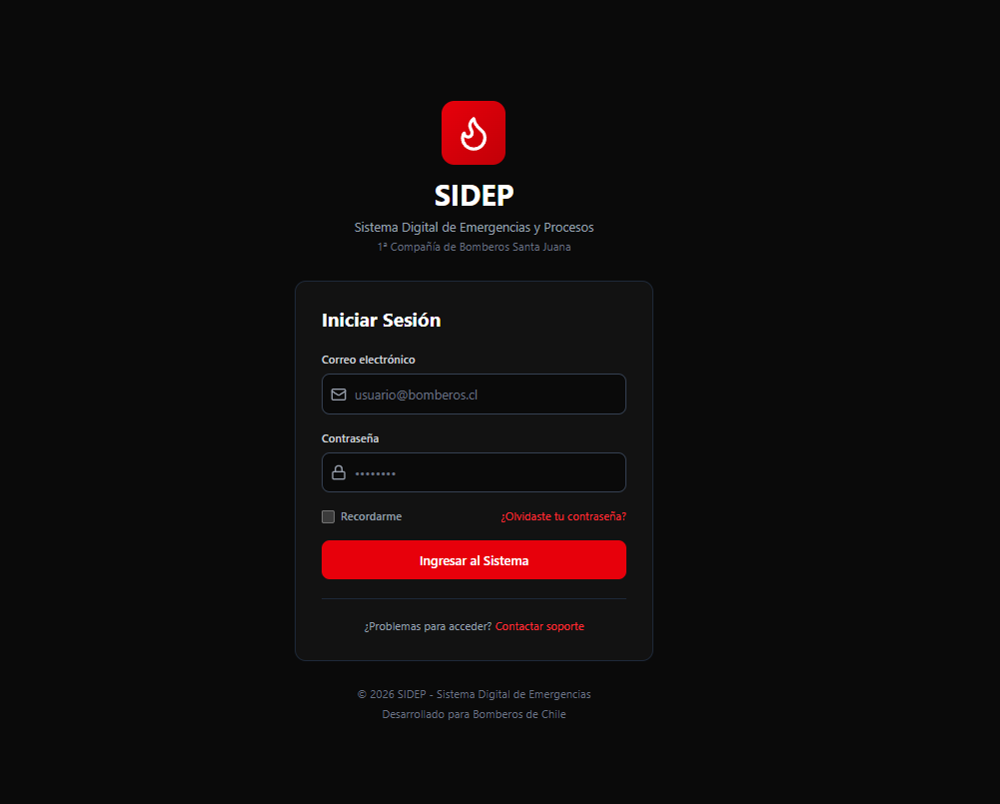 SIDEP
Sistema Digital de Emergencias y Procesos
1ª Compañía de Bomberos Santa Juana
Iniciar Sesión
Correo electrónico
usuario@bomberos.cl
Contraseña
••••••••
Recordarme
¿Olvidaste tu contraseña?
Ingresar al Sistema
¿Problemas para acceder? Contactar soporte
© 2026 SIDEP - Sistema Digital de Emergencias
Desarrollado para Bomberos de Chile